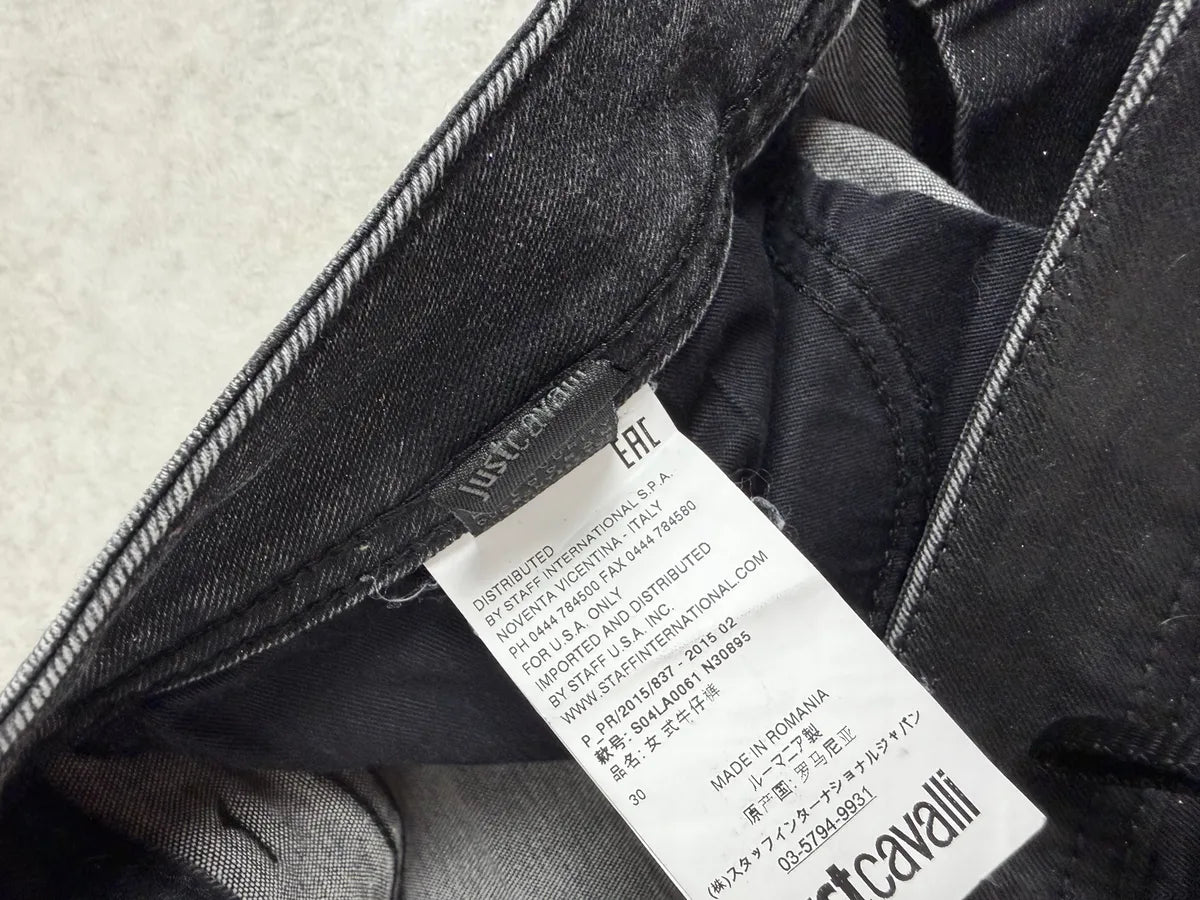 justcavalli
EAC
DISTRIBUTED
BY STAFF INTERNATIONAL S.P.A.
NOVENTA VICENTINA - ITALY
PH 0444 784500 FAX 0444 784580
FOR U.S.A. ONLY
IMPORTED AND DISTRIBUTED
BY STAFF U.S.A. INC.
WWW.STAFFINTERNATIONAL.COM
P_PR/2015/837 - 2015 02
款号: S04LA0061 N30895
品名: 女式牛仔裤
30
MADE IN ROMANIA
ルーマニア製
原产国: 罗马尼亚
(株)スタッフインターナショナルジャパン
03-5794-9931
stcavalli